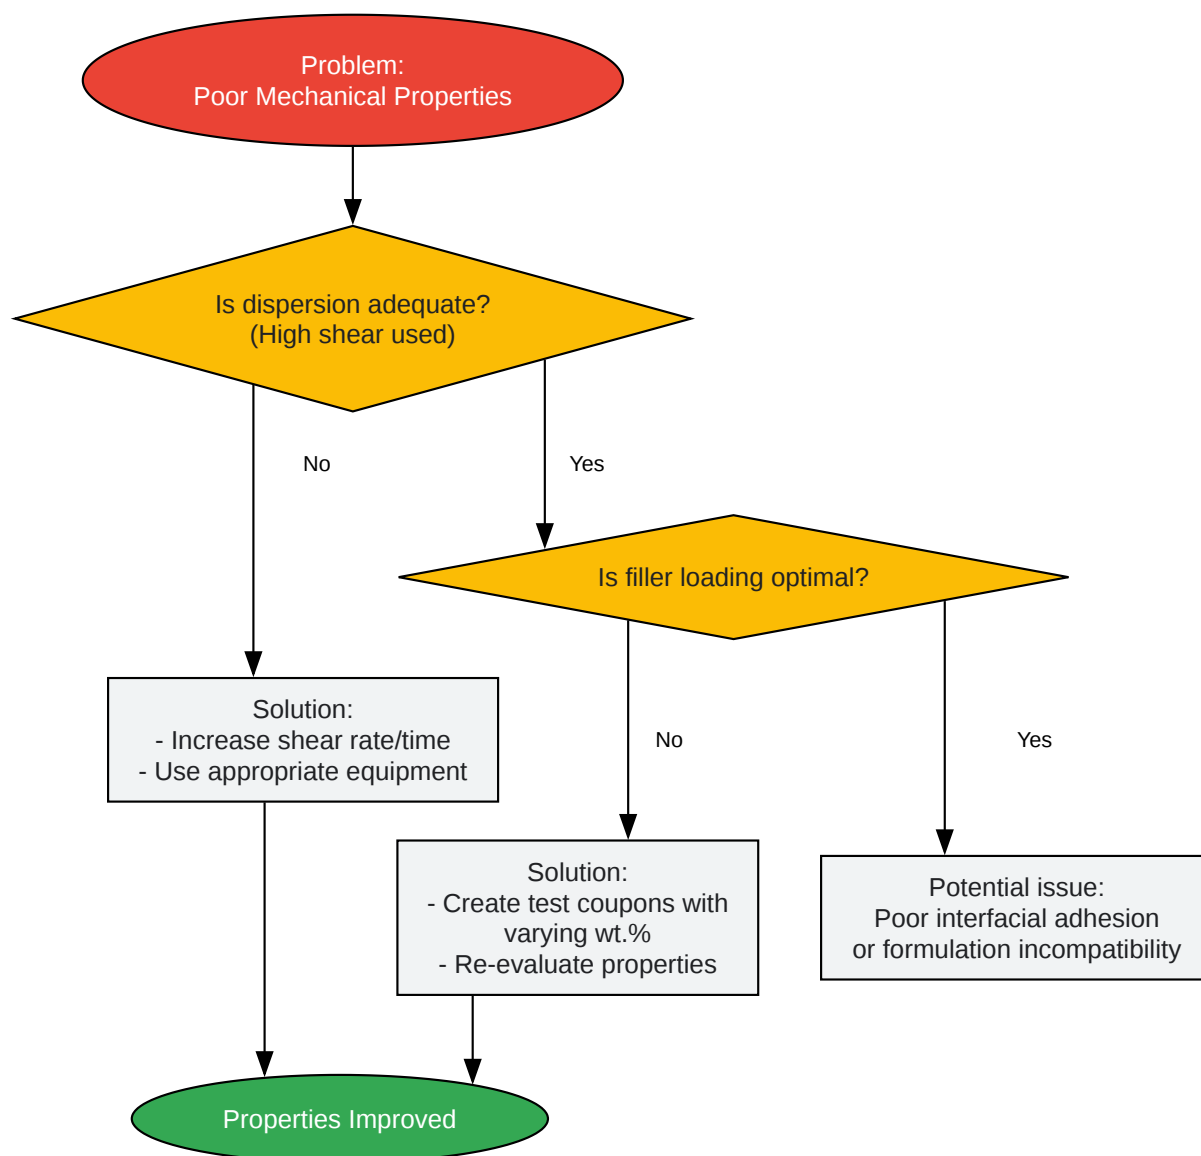 Problem:
Poor Mechanical Properties
Is dispersion adequate?
(High shear used)
No
Yes
Is filler loading optimal?
Solution:
- Increase shear rate/time
- Use appropriate equipment
No
Yes
Solution:
- Create test coupons with
varying wt.%
- Re-evaluate properties
Potential issue:
Poor interfacial adhesion
or formulation incompatibility
Properties Improved